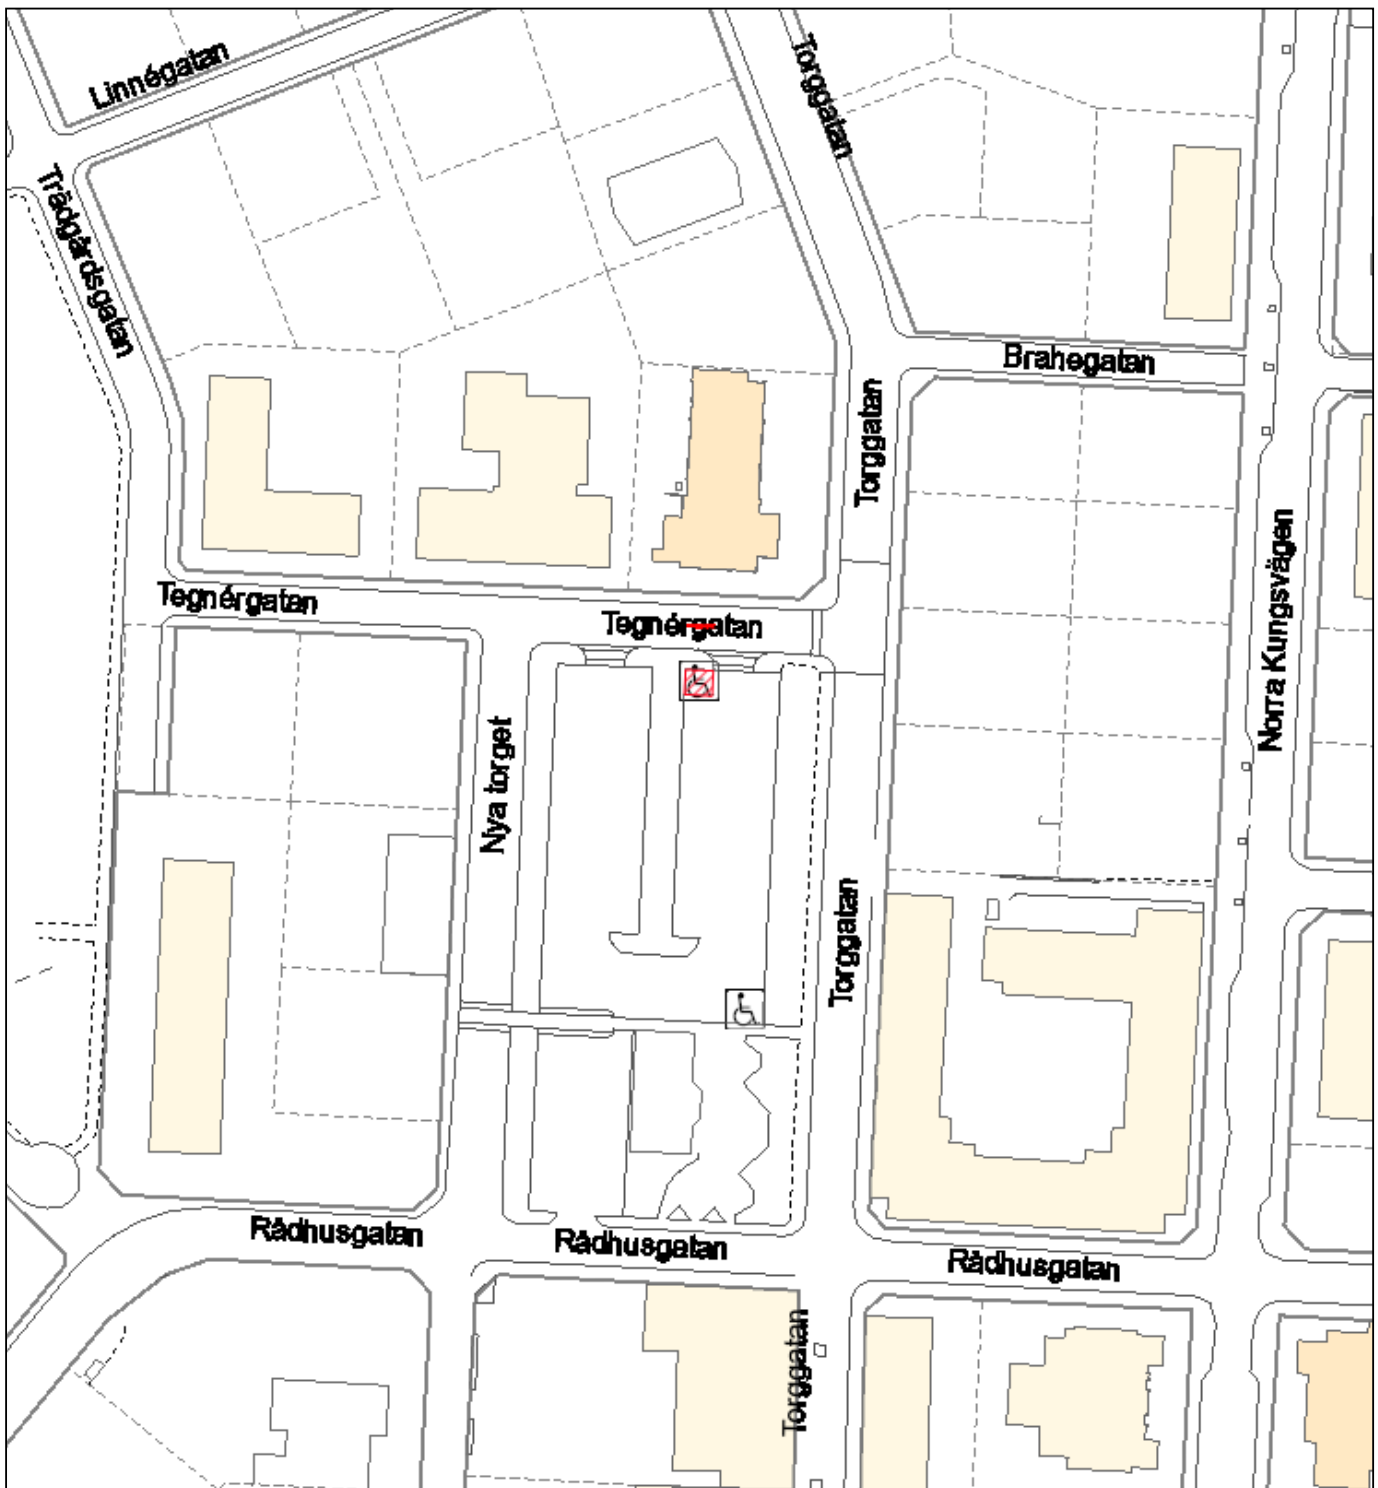 Linnégatan
Torggatan
Trädgårdsgatan
Brahegatan
Torggatan
Tegnérgatan
Tegnérgatan
Norra Kungsvägen
Nya torget
Torggatan
Rådhusgatan
Rådhusgatan
Rådhusgatan
Torggatan